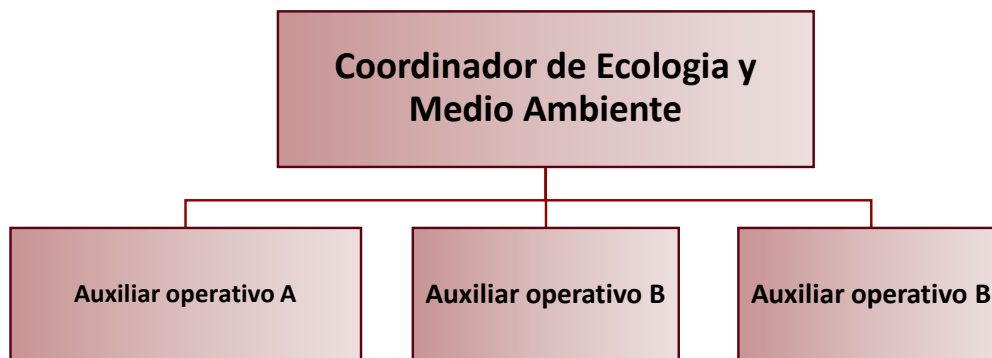 Coordinador de Ecologia y
Medio Ambiente
Auxiliar operativo A
Auxiliar operativo B
Auxiliar operativo B